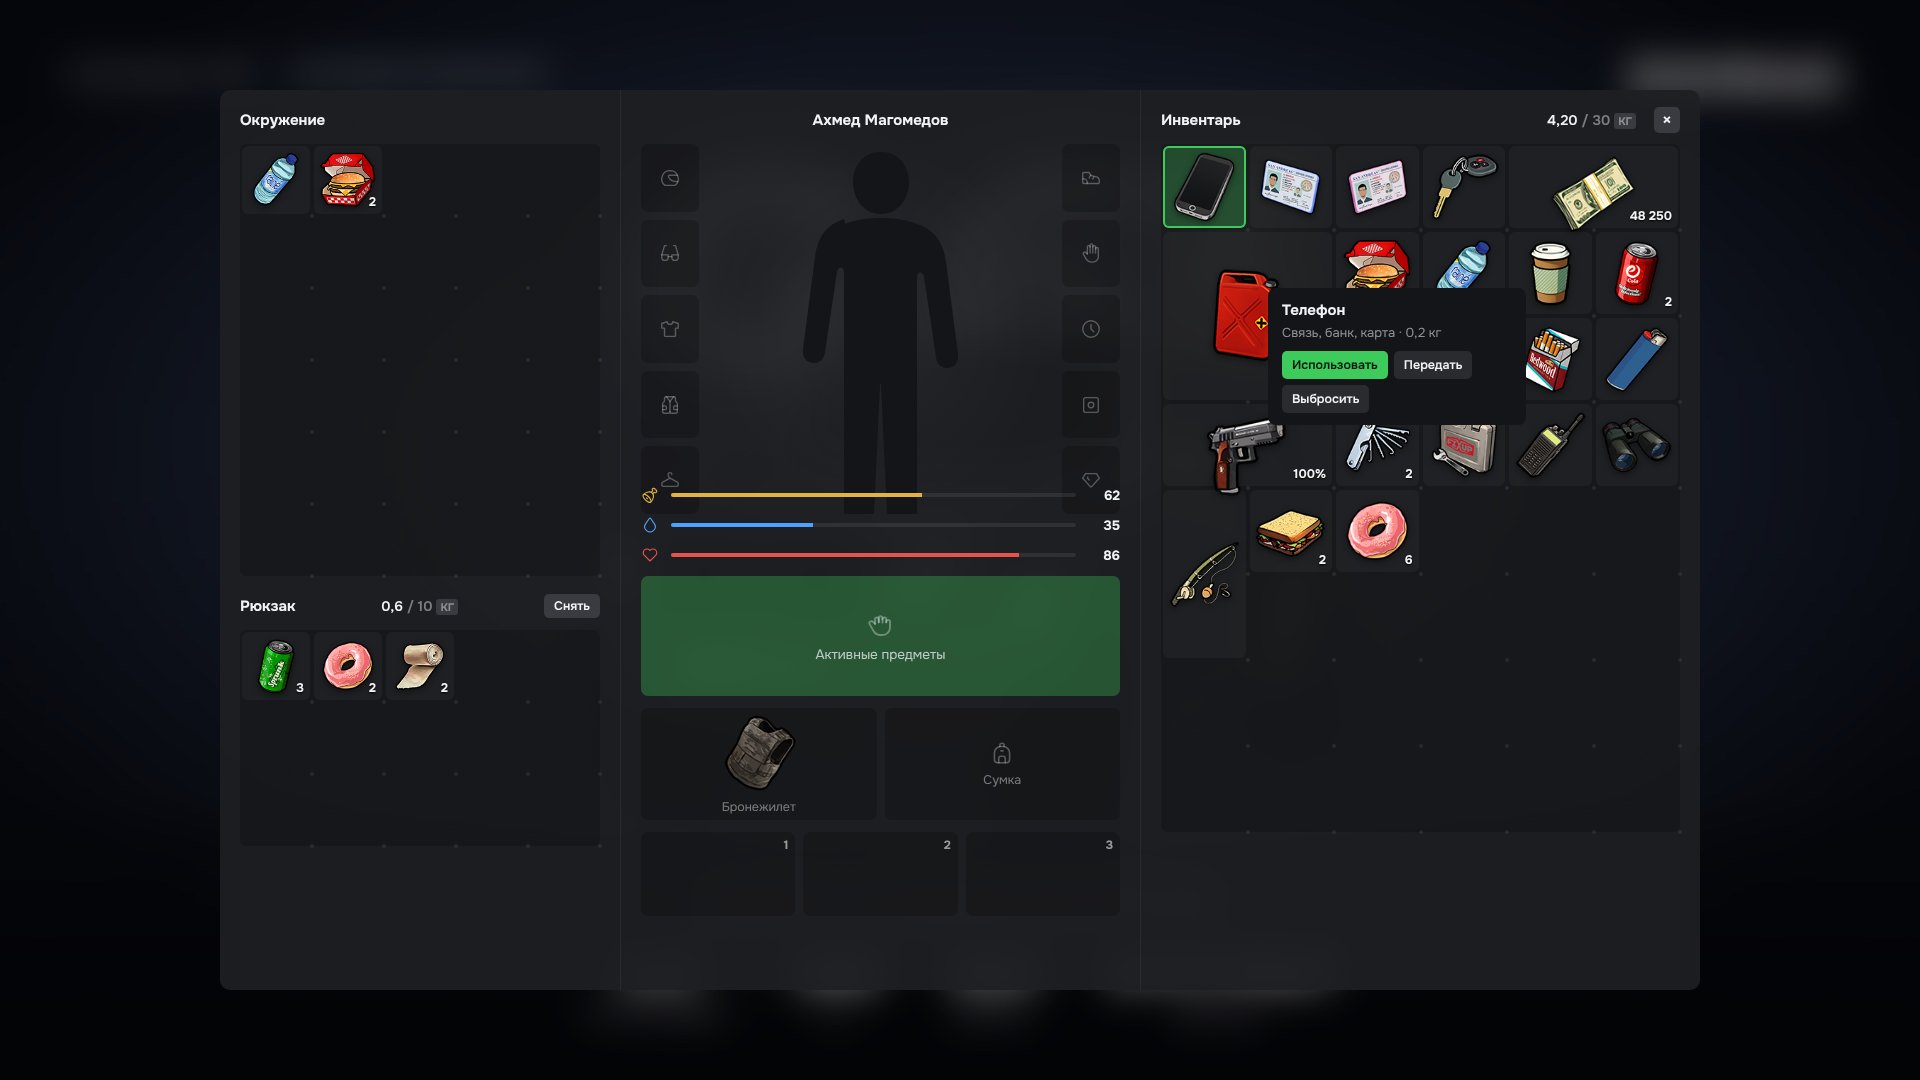 Окружение
2
Рюкзак
0,6 / 10 КГ
Снять
3
2
2
Ахмед Магомедов
62
35
86
Активные предметы
Бронежилет
Сумка
1
2
3
Инвентарь
4,20 / 30 КГ
48 250
2
Телефон
Связь, банк, карта · 0,2 кг
Использовать
Передать
Выбросить
Redwood
100%
2
2
6